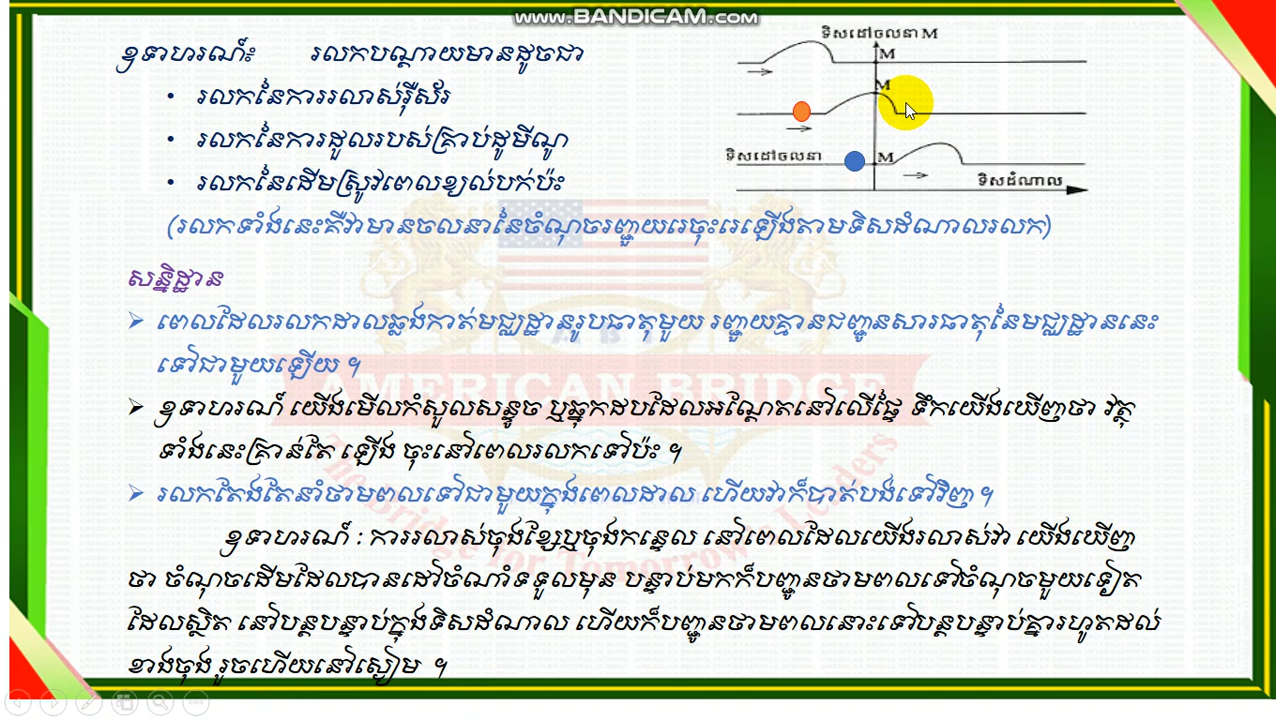 www.BANDICAM.com
ឧទាហរណ៍៖ រលកបណ្តាយមានដូចជា
• រលកនៃការរលាស់រ៉ឺស័រ
• រលកនៃការដួលរបស់គ្រាប់ដូមីណូ
• រលកនៃដើមស្រូវពេលខ្យល់បក់ប៉ះ
(រលកទាំងនេះគឺវាមានចលនានៃចំណុចរញ្ជួយរេចុះរេឡើងតាមទិសដំណាលរលក)
ទិសដៅចលនា M
M
M
ទិសដៅចលនា
M
ទិសដំណាល
សន្និដ្ឋាន
➢ ពេលដែលរលកដាលឆ្លងកាត់មជ្ឈដ្ឋានរូបធាតុមួយ រញ្ជួយគ្មានជញ្ជូនសារធាតុនៃមជ្ឈដ្ឋាននេះ
ទៅជាមួយឡើយ ។
➢ ឧទាហរណ៍ យើងមើលកំសួលសន្ទូច ឬឆ្នុកដបដែលអណ្តែតនៅលើផ្ទៃ ទឹកយើងឃើញថា វត្ថុ
ទាំងនេះគ្រាន់តែ ឡើង ចុះនៅពេលរលកទៅប៉ះ ។
➢ រលកតែងតែនាំថាមពលទៅជាមួយក្នុងពេលដាល ហើយវាក៏បាត់បង់ទៅវិញ។
ឧទាហរណ៍ : ការរលាស់ចុងខ្សែឬចុងកន្ទេល នៅពេលដែលយើងរលាស់វា យើងឃើញ
ថា ចំណុចដើមដែលបានដៅចំណាំទទួលមុន បន្ទាប់មកក៏បញ្ជូនថាមពលទៅចំណុចមួយទៀត
ដែលស្ថិត នៅបន្តបន្ទាប់ក្នុងទិសដំណាល ហើយក៏បញ្ជូនថាមពលនោះទៅបន្តបន្ទាប់គ្នារហូតដល់
ខាងចុង រួចហើយនៅស្ងៀម ។
A B I
AMERICAN BRIDGE
The Bridge for Tomorrow's Leaders